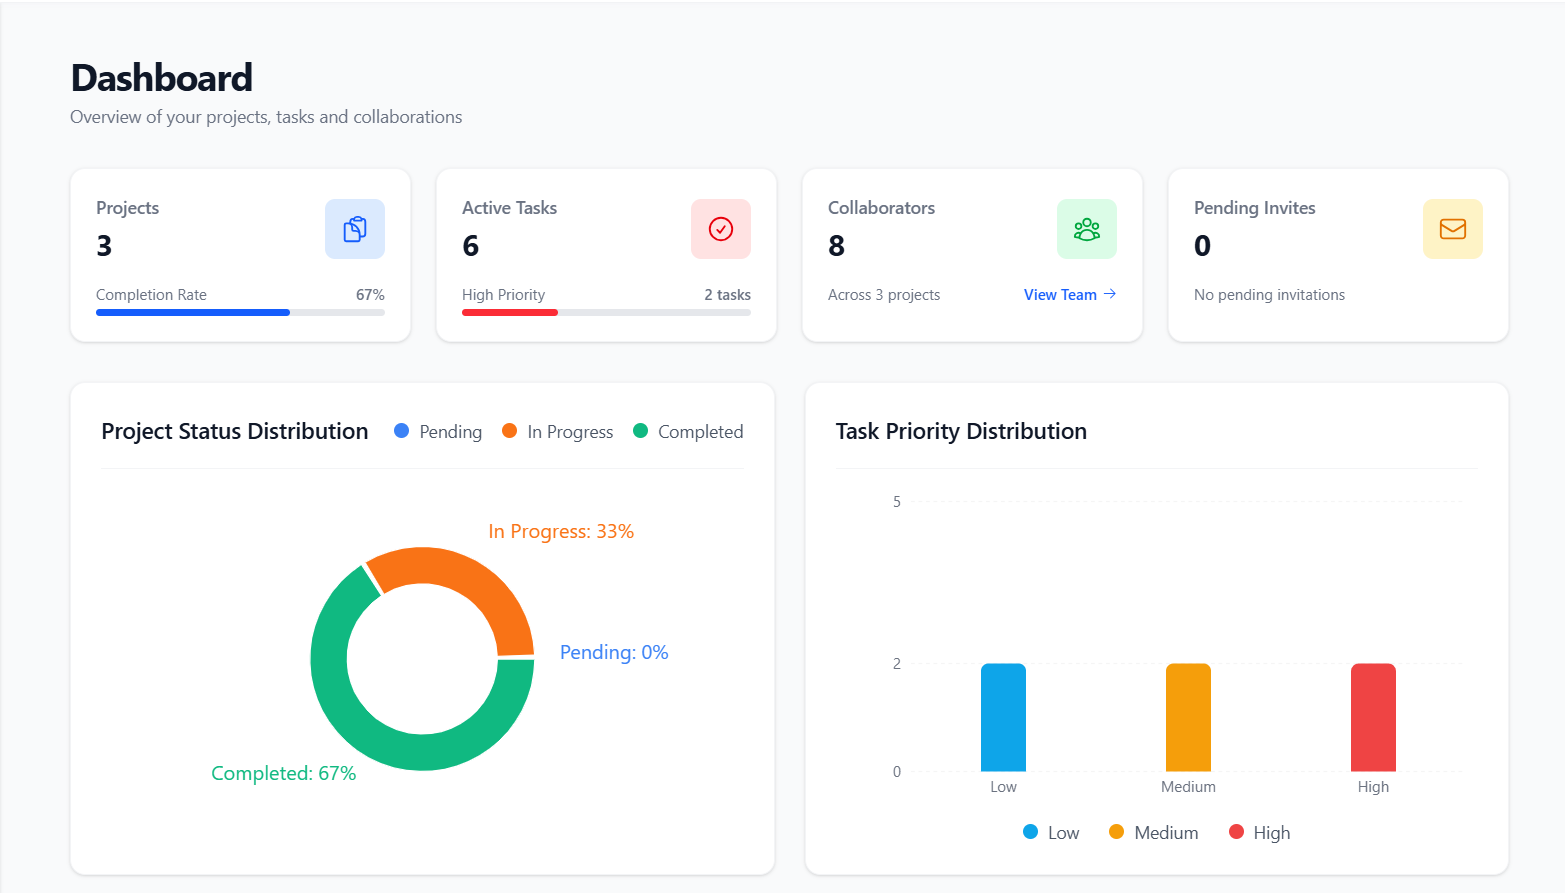 Dashboard
Overview of your projects, tasks and collaborations
Projects
3
Completion Rate 67%
Active Tasks
6
High Priority 2 tasks
Collaborators
8
Across 3 projects View Team →
Pending Invites
0
No pending invitations
Project Status Distribution Pending In Progress Completed
In Progress: 33%
Pending: 0%
Completed: 67%
Task Priority Distribution
5
2
0
Low Medium High
Low Medium High